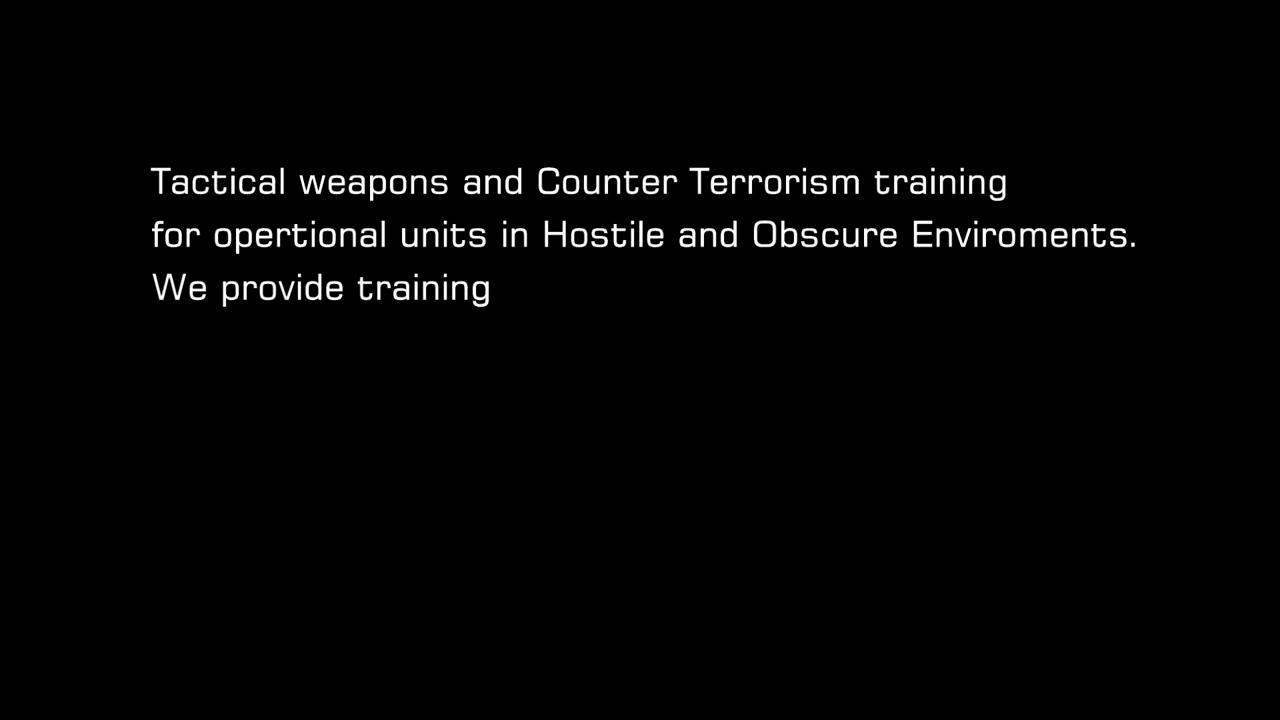 Tactical weapons and Counter Terrorism training
for opertional units in Hostile and Obscure Enviroments.
We provide training